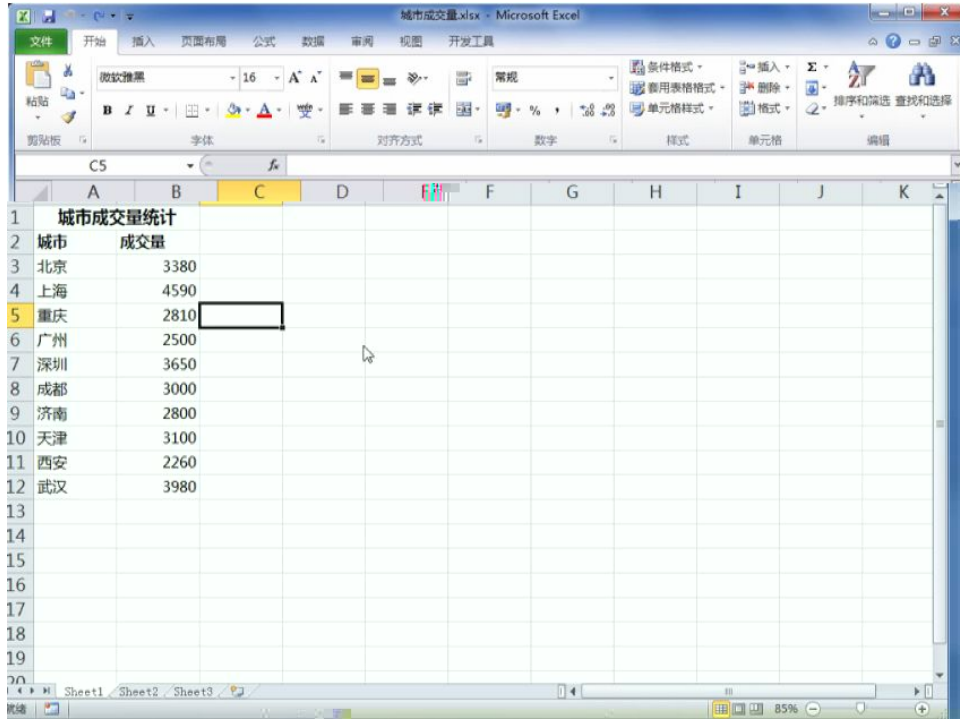 城市成交量.xlsx - Microsoft Excel
文件 开始 插入 页面布局 公式 数据 审阅 视图 开发工具
微软雅黑 16 常规 条件格式 插入 Σ
粘贴 套用表格格式 删除 排序和筛选 查找和选择
B I U A % , 单元格样式 格式
剪贴板 字体 对齐方式 数字 样式 单元格 编辑
C5 fx
A B C D F G H I J K
1 城市成交量统计
2 城市 成交量
3 北京 3380
4 上海 4590
5 重庆 2810
6 广州 2500
7 深圳 3650
8 成都 3000
9 济南 2800
10 天津 3100
11 西安 2260
12 武汉 3980
13
14
15
16
17
18
19
20
Sheet1 Sheet2 Sheet3
就绪 85%